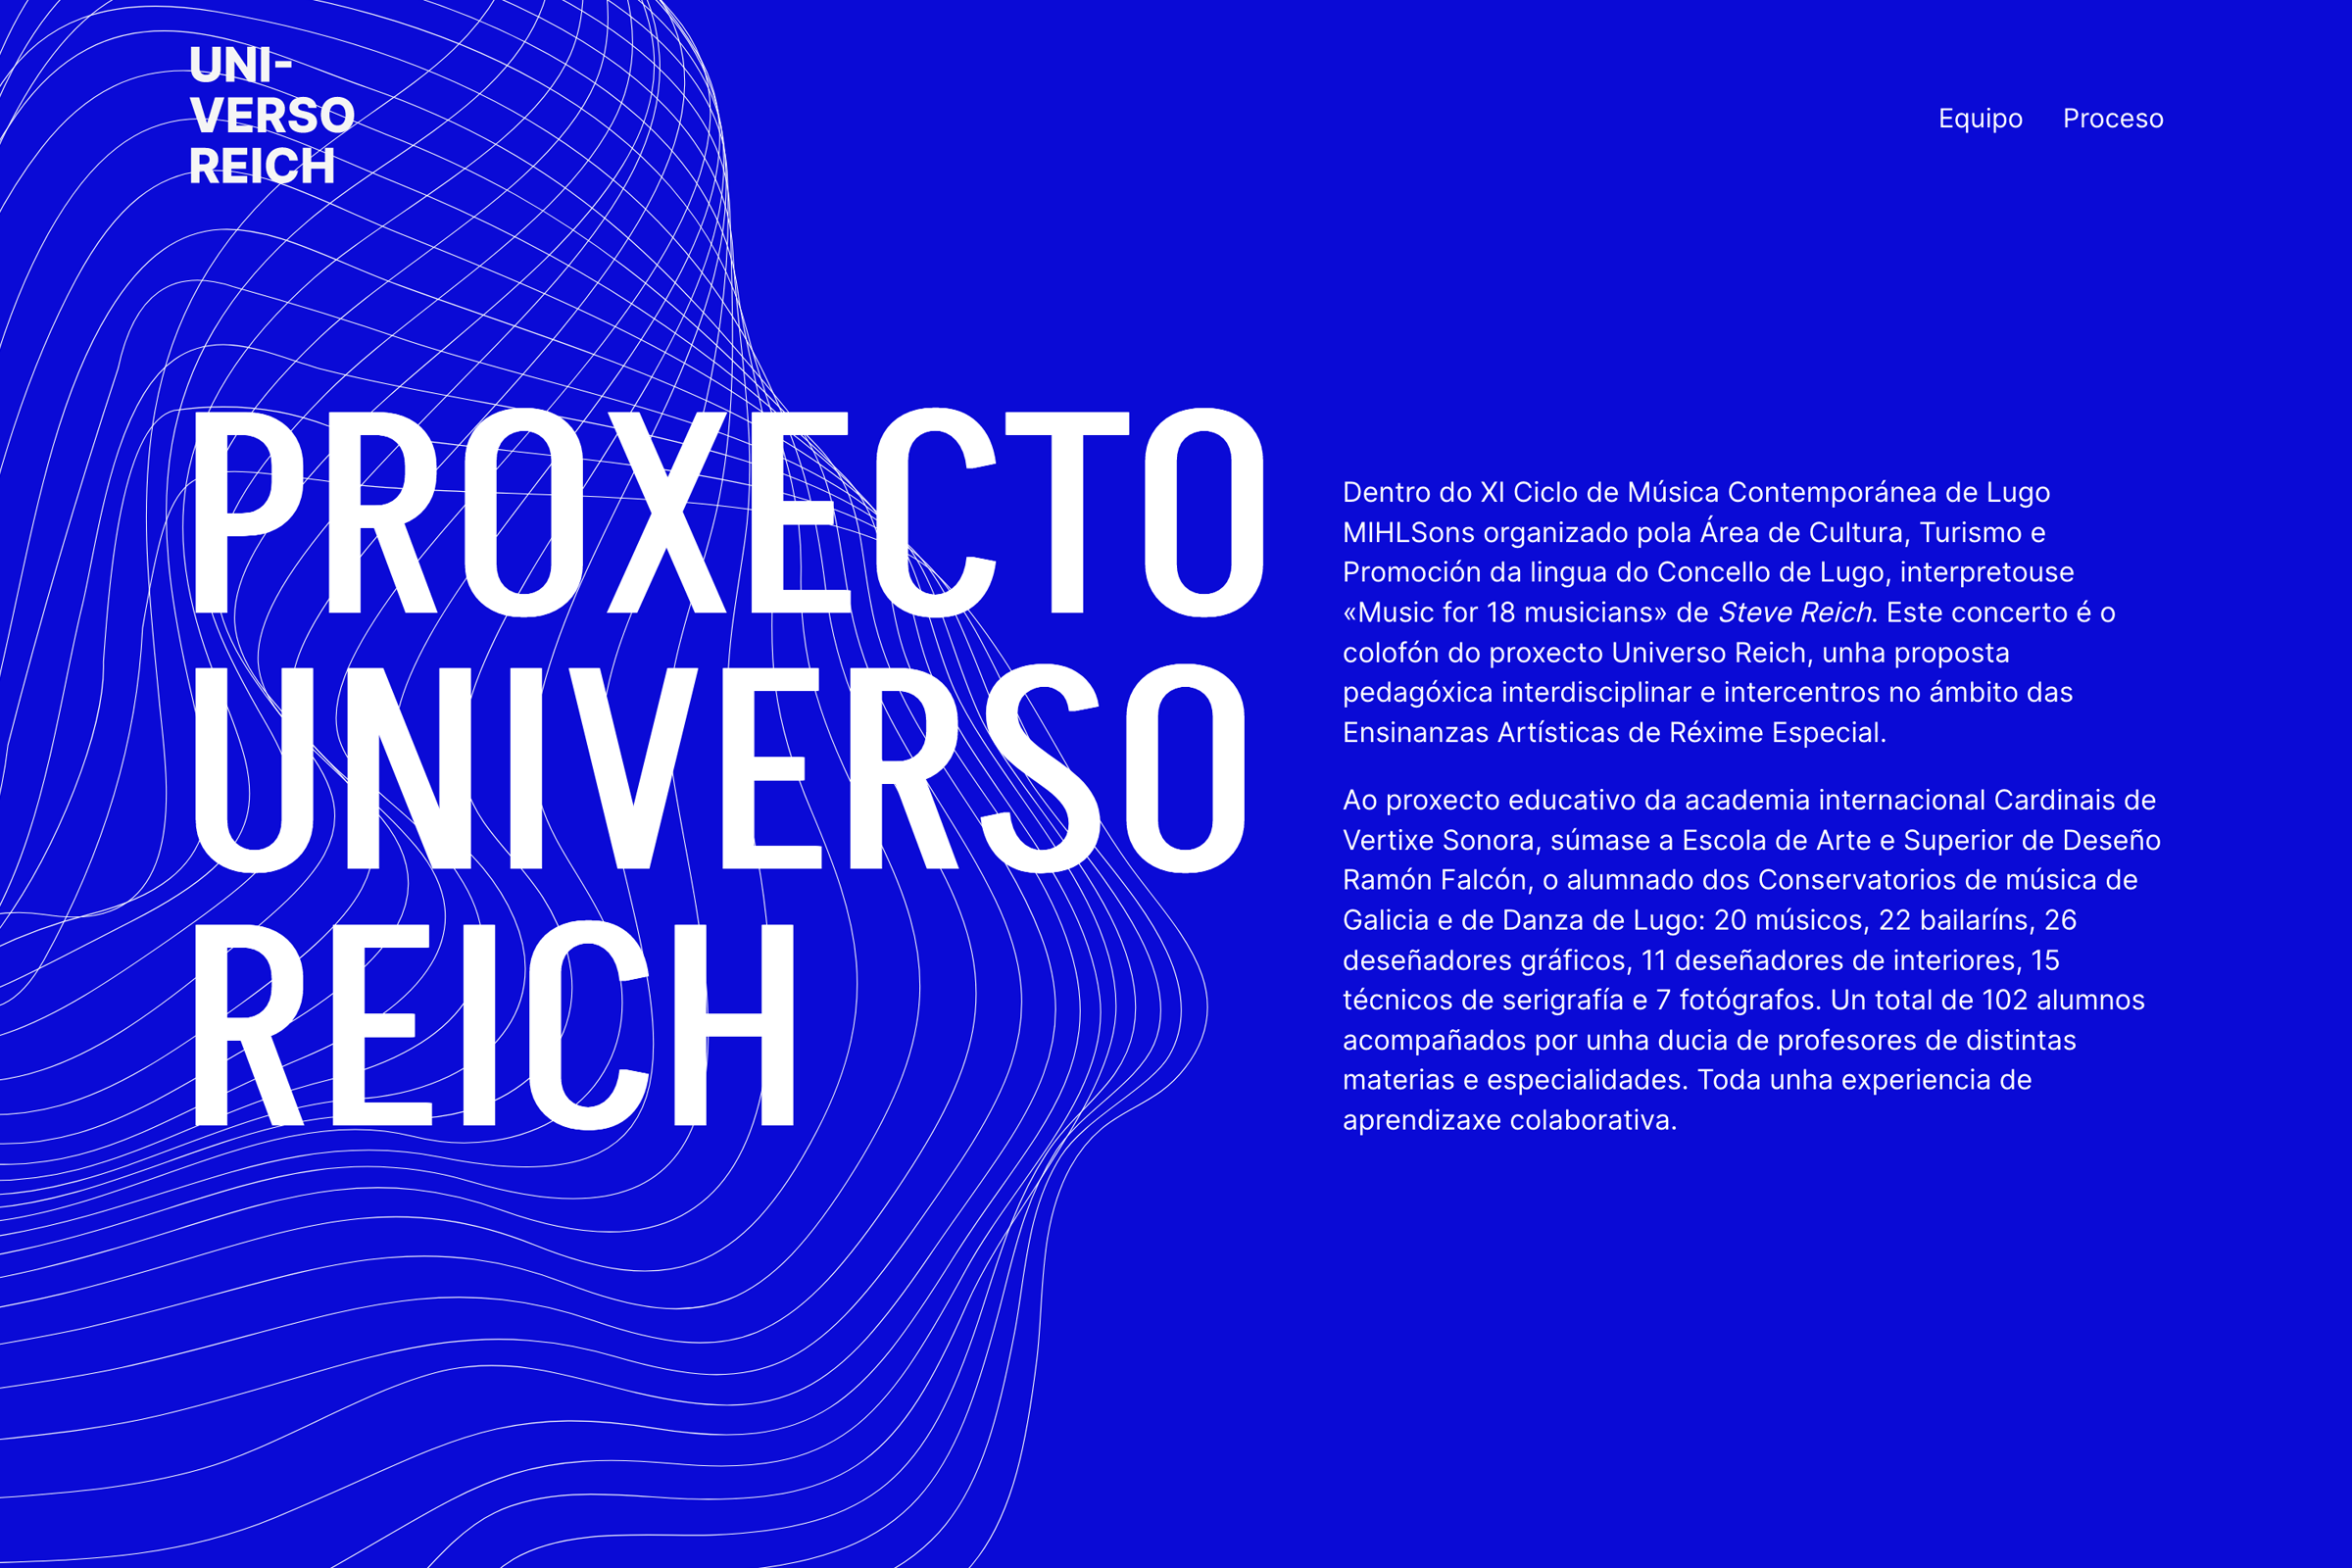 UNI-
VERSO
REICH
Equipo Proceso
PROXECTO
UNIVERSO
REICH
Dentro do XI Ciclo de Música Contemporánea de Lugo
MIHLSons organizado pola Área de Cultura, Turismo e
Promoción da lingua do Concello de Lugo, interpretouse
«Music for 18 musicians» de Steve Reich. Este concerto é o
colofón do proxecto Universo Reich, unha proposta
pedagóxica interdisciplinar e intercentros no ámbito das
Ensinanzas Artísticas de Réxime Especial.
Ao proxecto educativo da academia internacional Cardinais de
Vertixe Sonora, súmase a Escola de Arte e Superior de Deseño
Ramón Falcón, o alumnado dos Conservatorios de música de
Galicia e de Danza de Lugo: 20 músicos, 22 bailaríns, 26
deseñadores gráficos, 11 deseñadores de interiores, 15
técnicos de serigrafía e 7 fotógrafos. Un total de 102 alumnos
acompañados por unha ducia de profesores de distintas
materias e especialidades. Toda unha experiencia de
aprendizaxe colaborativa.